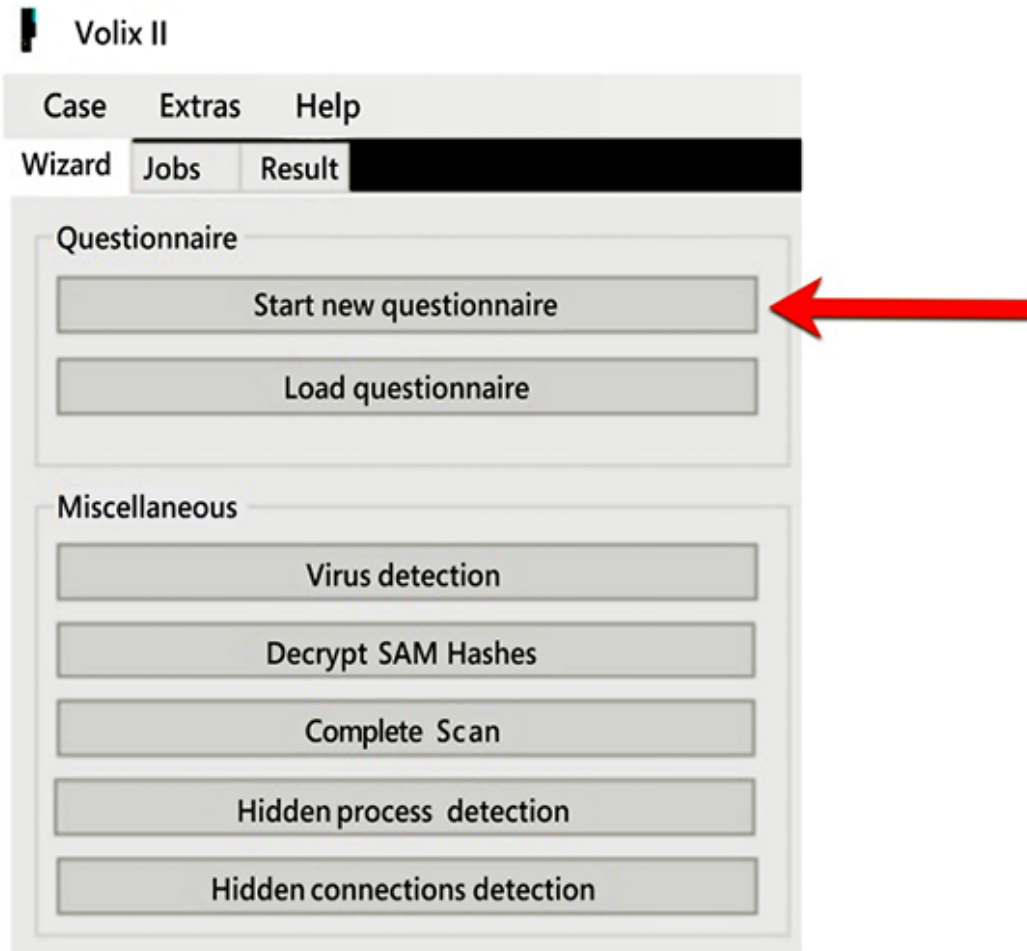 Volix II
Case Extras Help
Wizard Jobs Result
Questionnaire
Start new questionnaire
Load questionnaire
Miscellaneous
Virus detection
Decrypt SAM Hashes
Complete Scan
Hidden process detection
Hidden connections detection